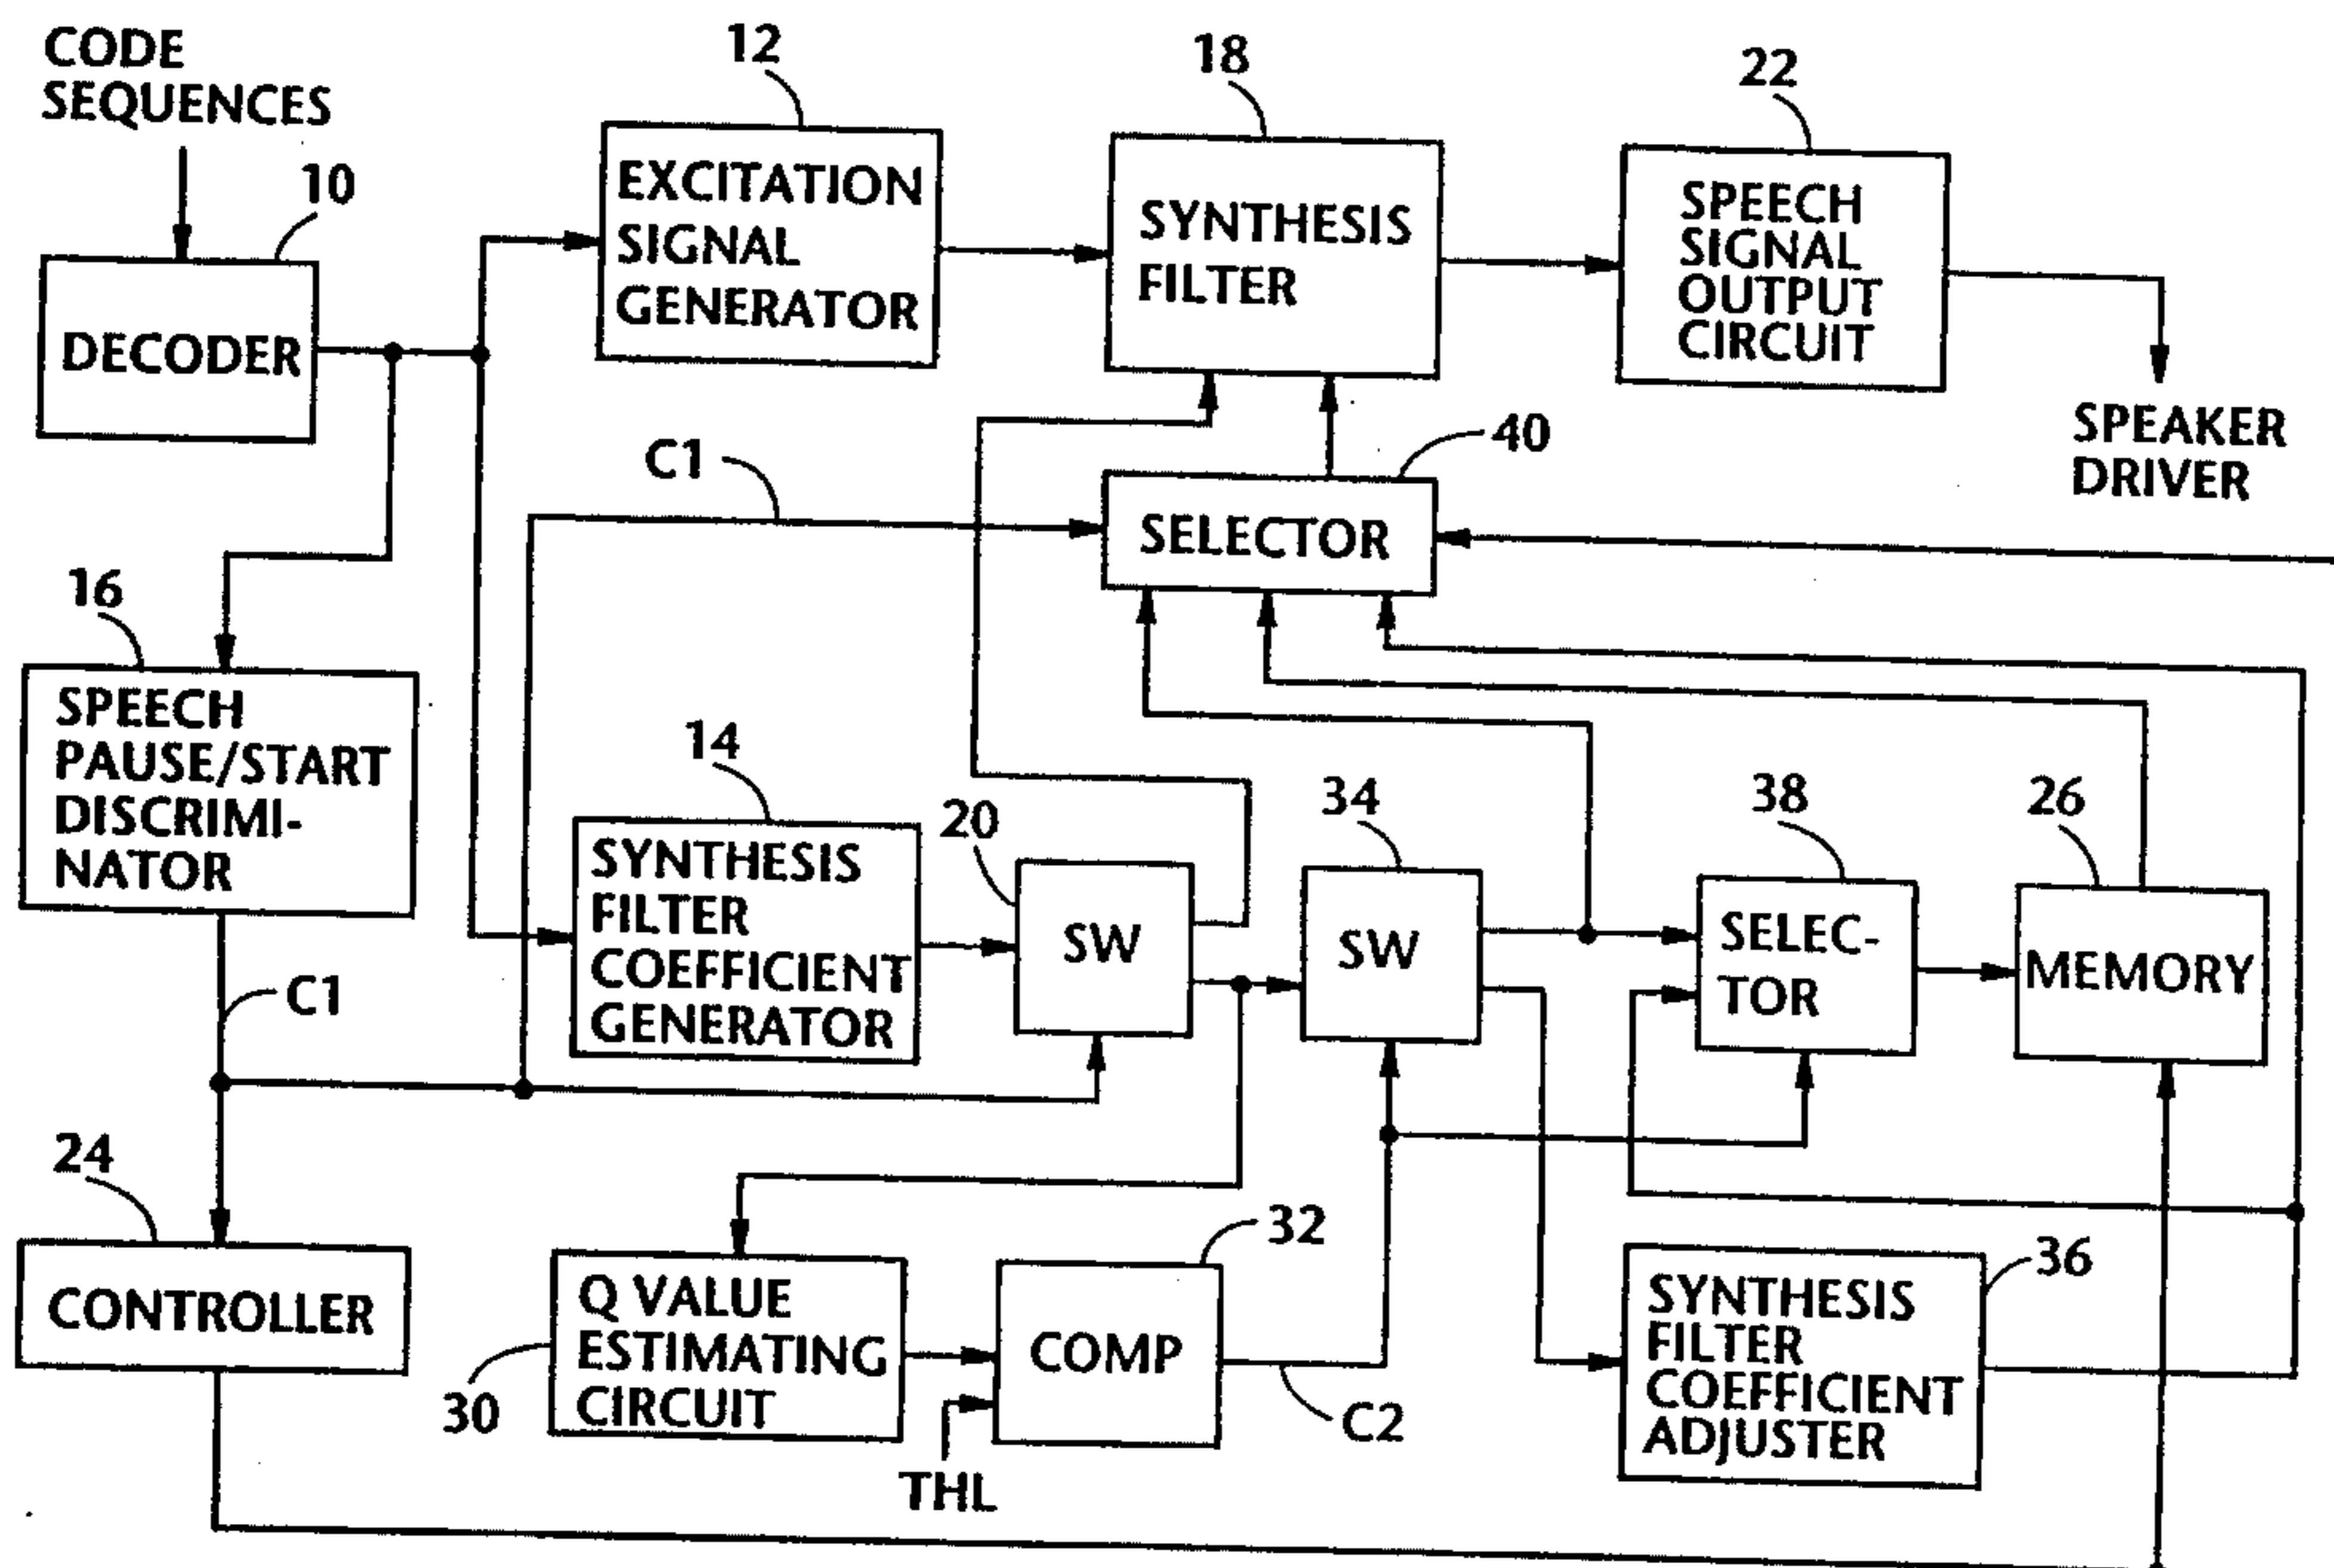 CODE
SEQUENCES
10
DECODER
12
EXCITATION
SIGNAL
GENERATOR
18
SYNTHESIS
FILTER
22
SPEECH
SIGNAL
OUTPUT
CIRCUIT
SPEAKER
DRIVER
C1
40
SELECTOR
16
SPEECH
PAUSE/START
DISCRIMI-
NATOR
C1
14
SYNTHESIS
FILTER
COEFFICIENT
GENERATOR
20
SW
34
SW
38
SELEC-
TOR
26
MEMORY
24
CONTROLLER
30
Q VALUE
ESTIMATING
CIRCUIT
32
COMP
THL
C2
36
SYNTHESIS
FILTER
COEFFICIENT
ADJUSTER